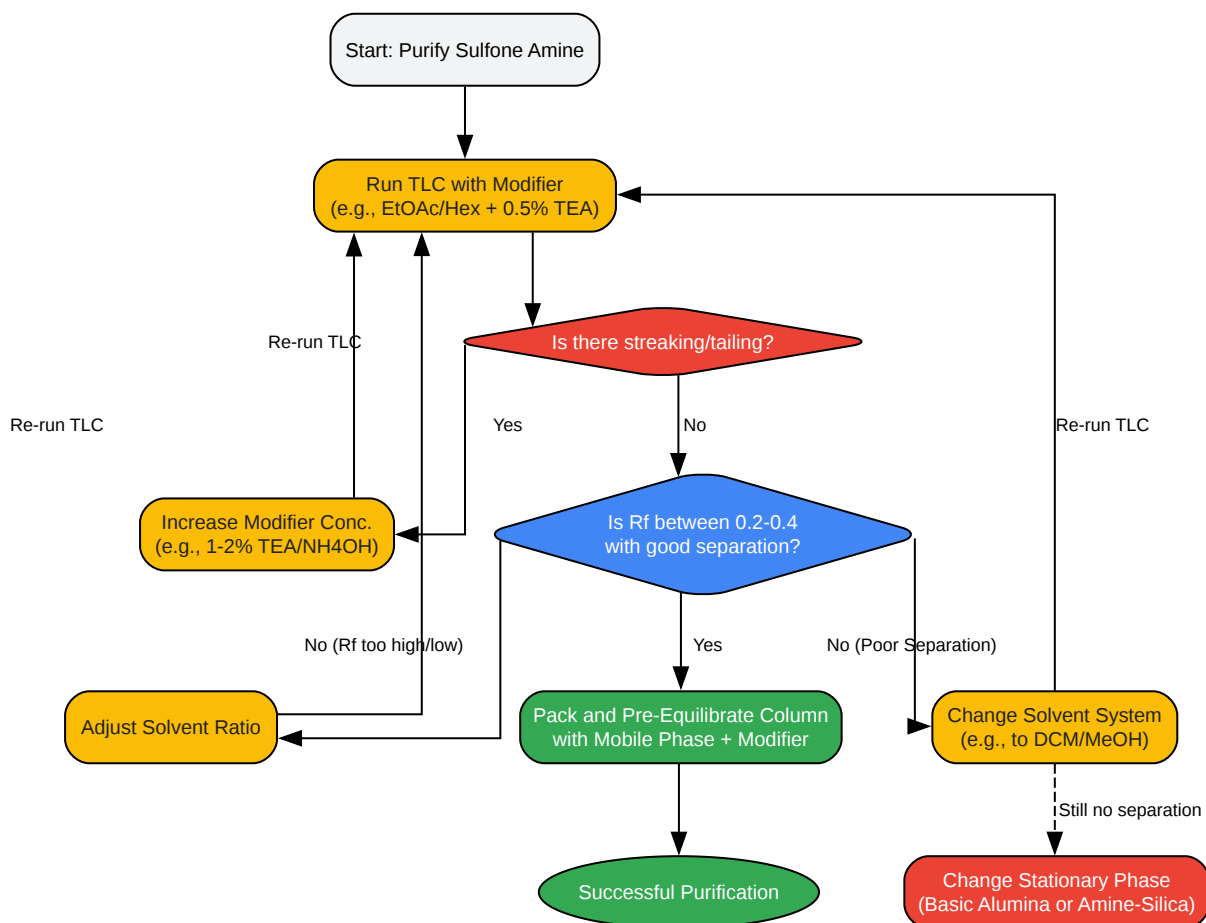 Start: Purify Sulfone Amine
Run TLC with Modifier
(e.g., EtOAc/Hex + 0.5% TEA)
Is there streaking/tailing?
Re-run TLC
Re-run TLC
Yes
No
Re-run TLC
Increase Modifier Conc.
(e.g., 1-2% TEA/NH4OH)
Is Rf between 0.2-0.4
with good separation?
No (Rf too high/low)
Yes
No (Poor Separation)
Adjust Solvent Ratio
Pack and Pre-Equilibrate Column
with Mobile Phase + Modifier
Change Solvent System
(e.g., to DCM/MeOH)
Still no separation
Successful Purification
Change Stationary Phase
(Basic Alumina or Amine-Silica)